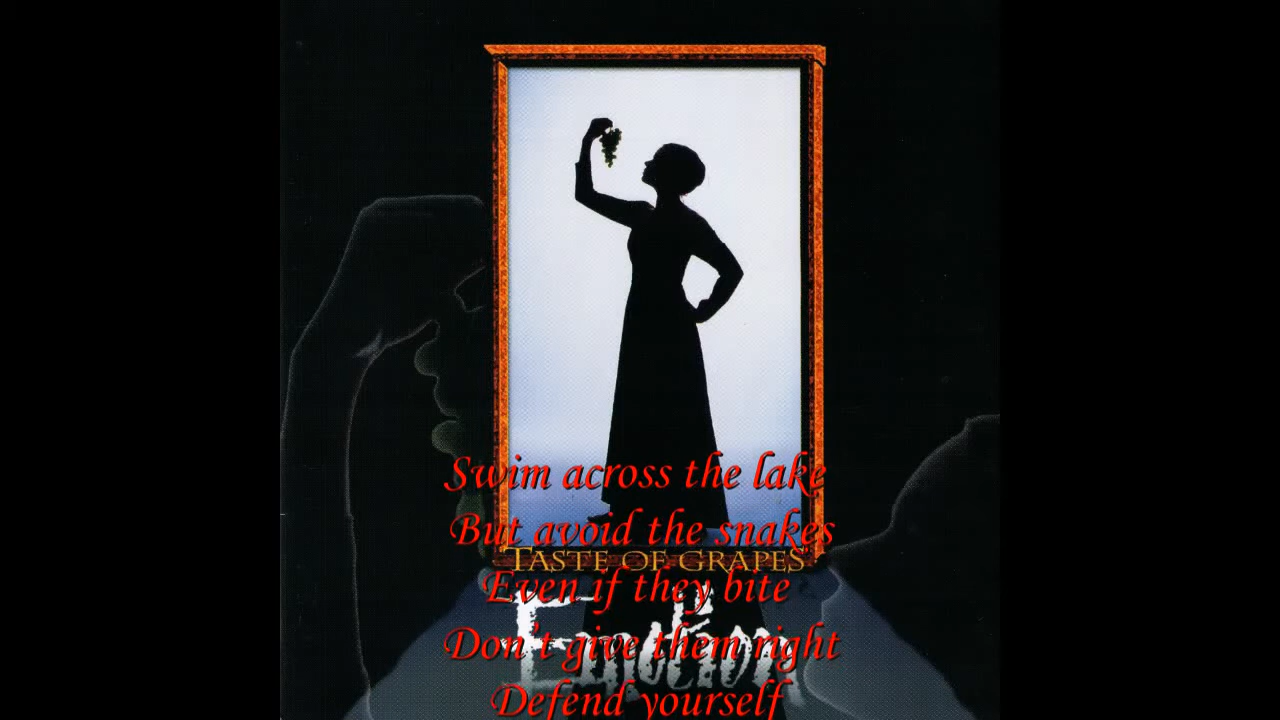 Swim across the lake
But avoid the snakes
TASTE OF GRAPES
Even if they bite
Emotion
Don't give them right
Defend yourself